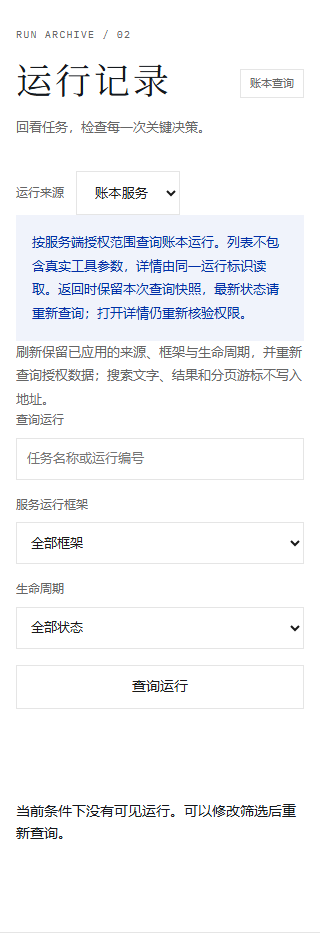 RUN ARCHIVE / 02
运行记录
账本查询
回看任务，检查每一次关键决策。
运行来源
账本服务
按服务端授权范围查询账本运行。列表不包
含真实工具参数，详情由同一运行标识读
取。返回时保留本次查询快照，最新状态请
重新查询；打开详情仍重新核验权限。
刷新保留已应用的来源、框架与生命周期，并重新
查询授权数据；搜索文字、结果和分页游标不写入
地址。
查询运行
任务名称或运行编号
服务运行框架
全部框架
生命周期
全部状态
查询运行
当前条件下没有可见运行。可以修改筛选后重
新查询。